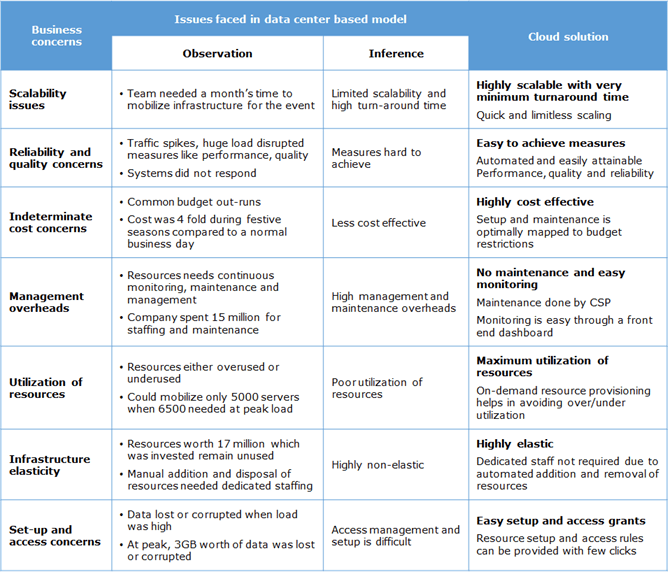 Business
concerns
Issues faced in data center based model
Cloud solution
Observation
Inference
Scalability
issues
• Team needed a month's time to
mobilize infrastructure for the event
Limited scalability and
high turn-around time
Highly scalable with very
minimum turnaround time
Quick and limitless scaling
Reliability and
quality concerns
• Traffic spikes, huge load disrupted
measures like performance, quality
• Systems did not respond
Measures hard to
achieve
Easy to achieve measures
Automated and easily attainable
Performance, quality and reliability
Indeterminate
cost concerns
• Common budget out-runs
• Cost was 4 fold during festive
seasons compared to a normal
business day
Less cost effective
Highly cost effective
Setup and maintenance is
optimally mapped to budget
restrictions
Management
overheads
• Resources needs continuous
monitoring, maintenance and
management
• Company spent 15 million for
staffing and maintenance
High management and
maintenance overheads
No maintenance and easy
monitoring
Maintenance done by CSP
Monitoring is easy through a front
end dashboard
Utilization of
resources
• Resources either overused or
underused
• Could mobilize only 5000 servers
when 6500 needed at peak load
Poor utilization of
resources
Maximum utilization of
resources
On-demand resource provisioning
helps in avoiding over/under
utilization
Infrastructure
elasticity
• Resources worth 17 million which
was invested remain unused
• Manual addition and disposal of
resources needed dedicated staffing
Highly non-elastic
Highly elastic
Dedicated staff not required due to
automated addition and removal of
resources
Set-up and
access concerns
• Data lost or corrupted when load
was high
• At peak, 3GB worth of data was lost
or corrupted
Access management and
setup is difficult
Easy setup and access grants
Resource setup and access rules
can be provided with few clicks